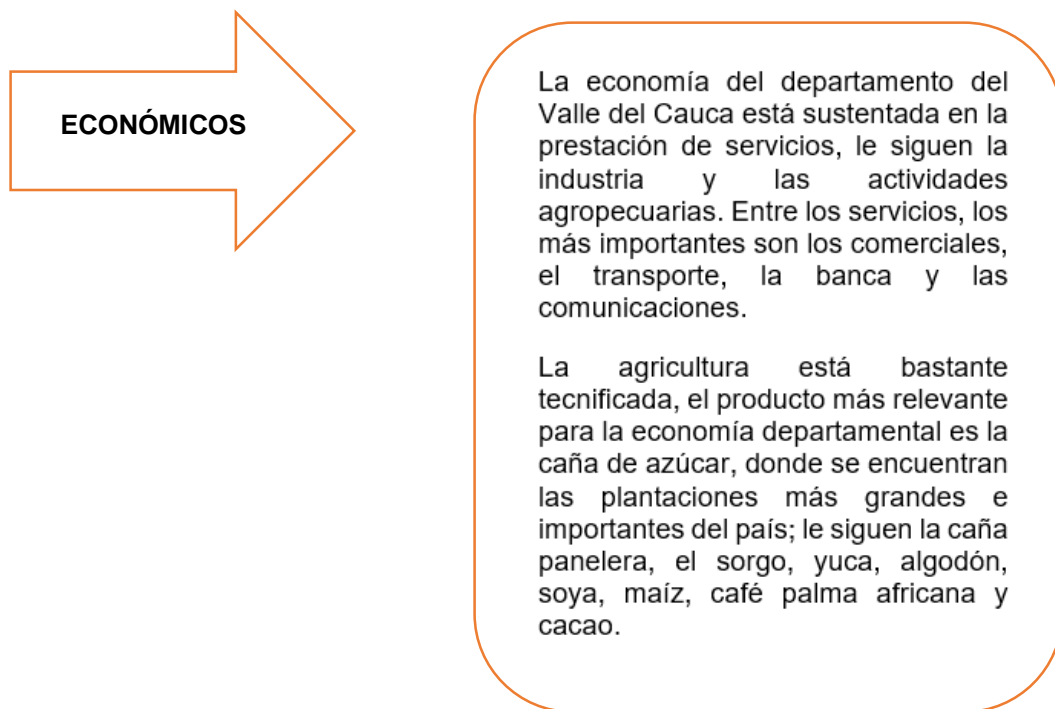 ECONÓMICOS
La economía del departamento del
Valle del Cauca está sustentada en la
prestación de servicios, le siguen la
industria y las actividades
agropecuarias. Entre los servicios, los
más importantes son los comerciales,
el transporte, la banca y las
comunicaciones.
La agricultura está bastante
tecnificada, el producto más relevante
para la economía departamental es la
caña de azúcar, donde se encuentran
las plantaciones más grandes e
importantes del país; le siguen la caña
panelera, el sorgo, yuca, algodón,
soya, maíz, café palma africana y
cacao.